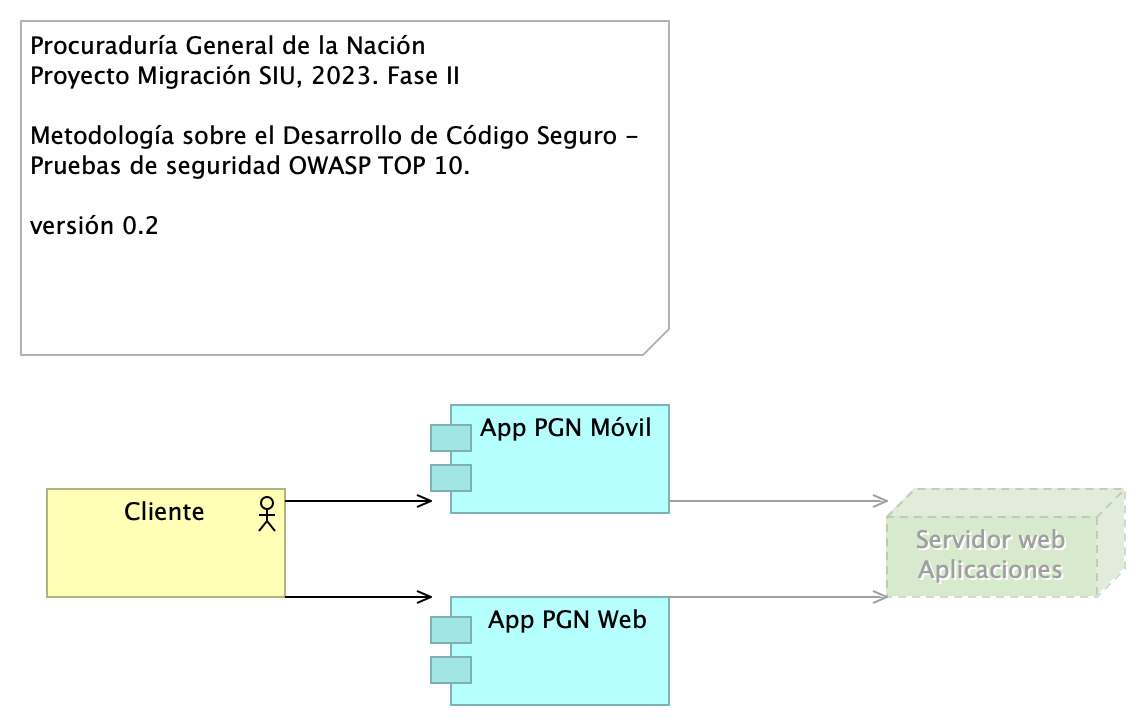 Procuraduría General de la Nación
Proyecto Migración SIU, 2023. Fase II
Metodología sobre el Desarrollo de Código Seguro –
Pruebas de seguridad OWASP TOP 10.
versión 0.2
App PGN Móvil
Cliente
Servidor web
Aplicaciones
App PGN Web